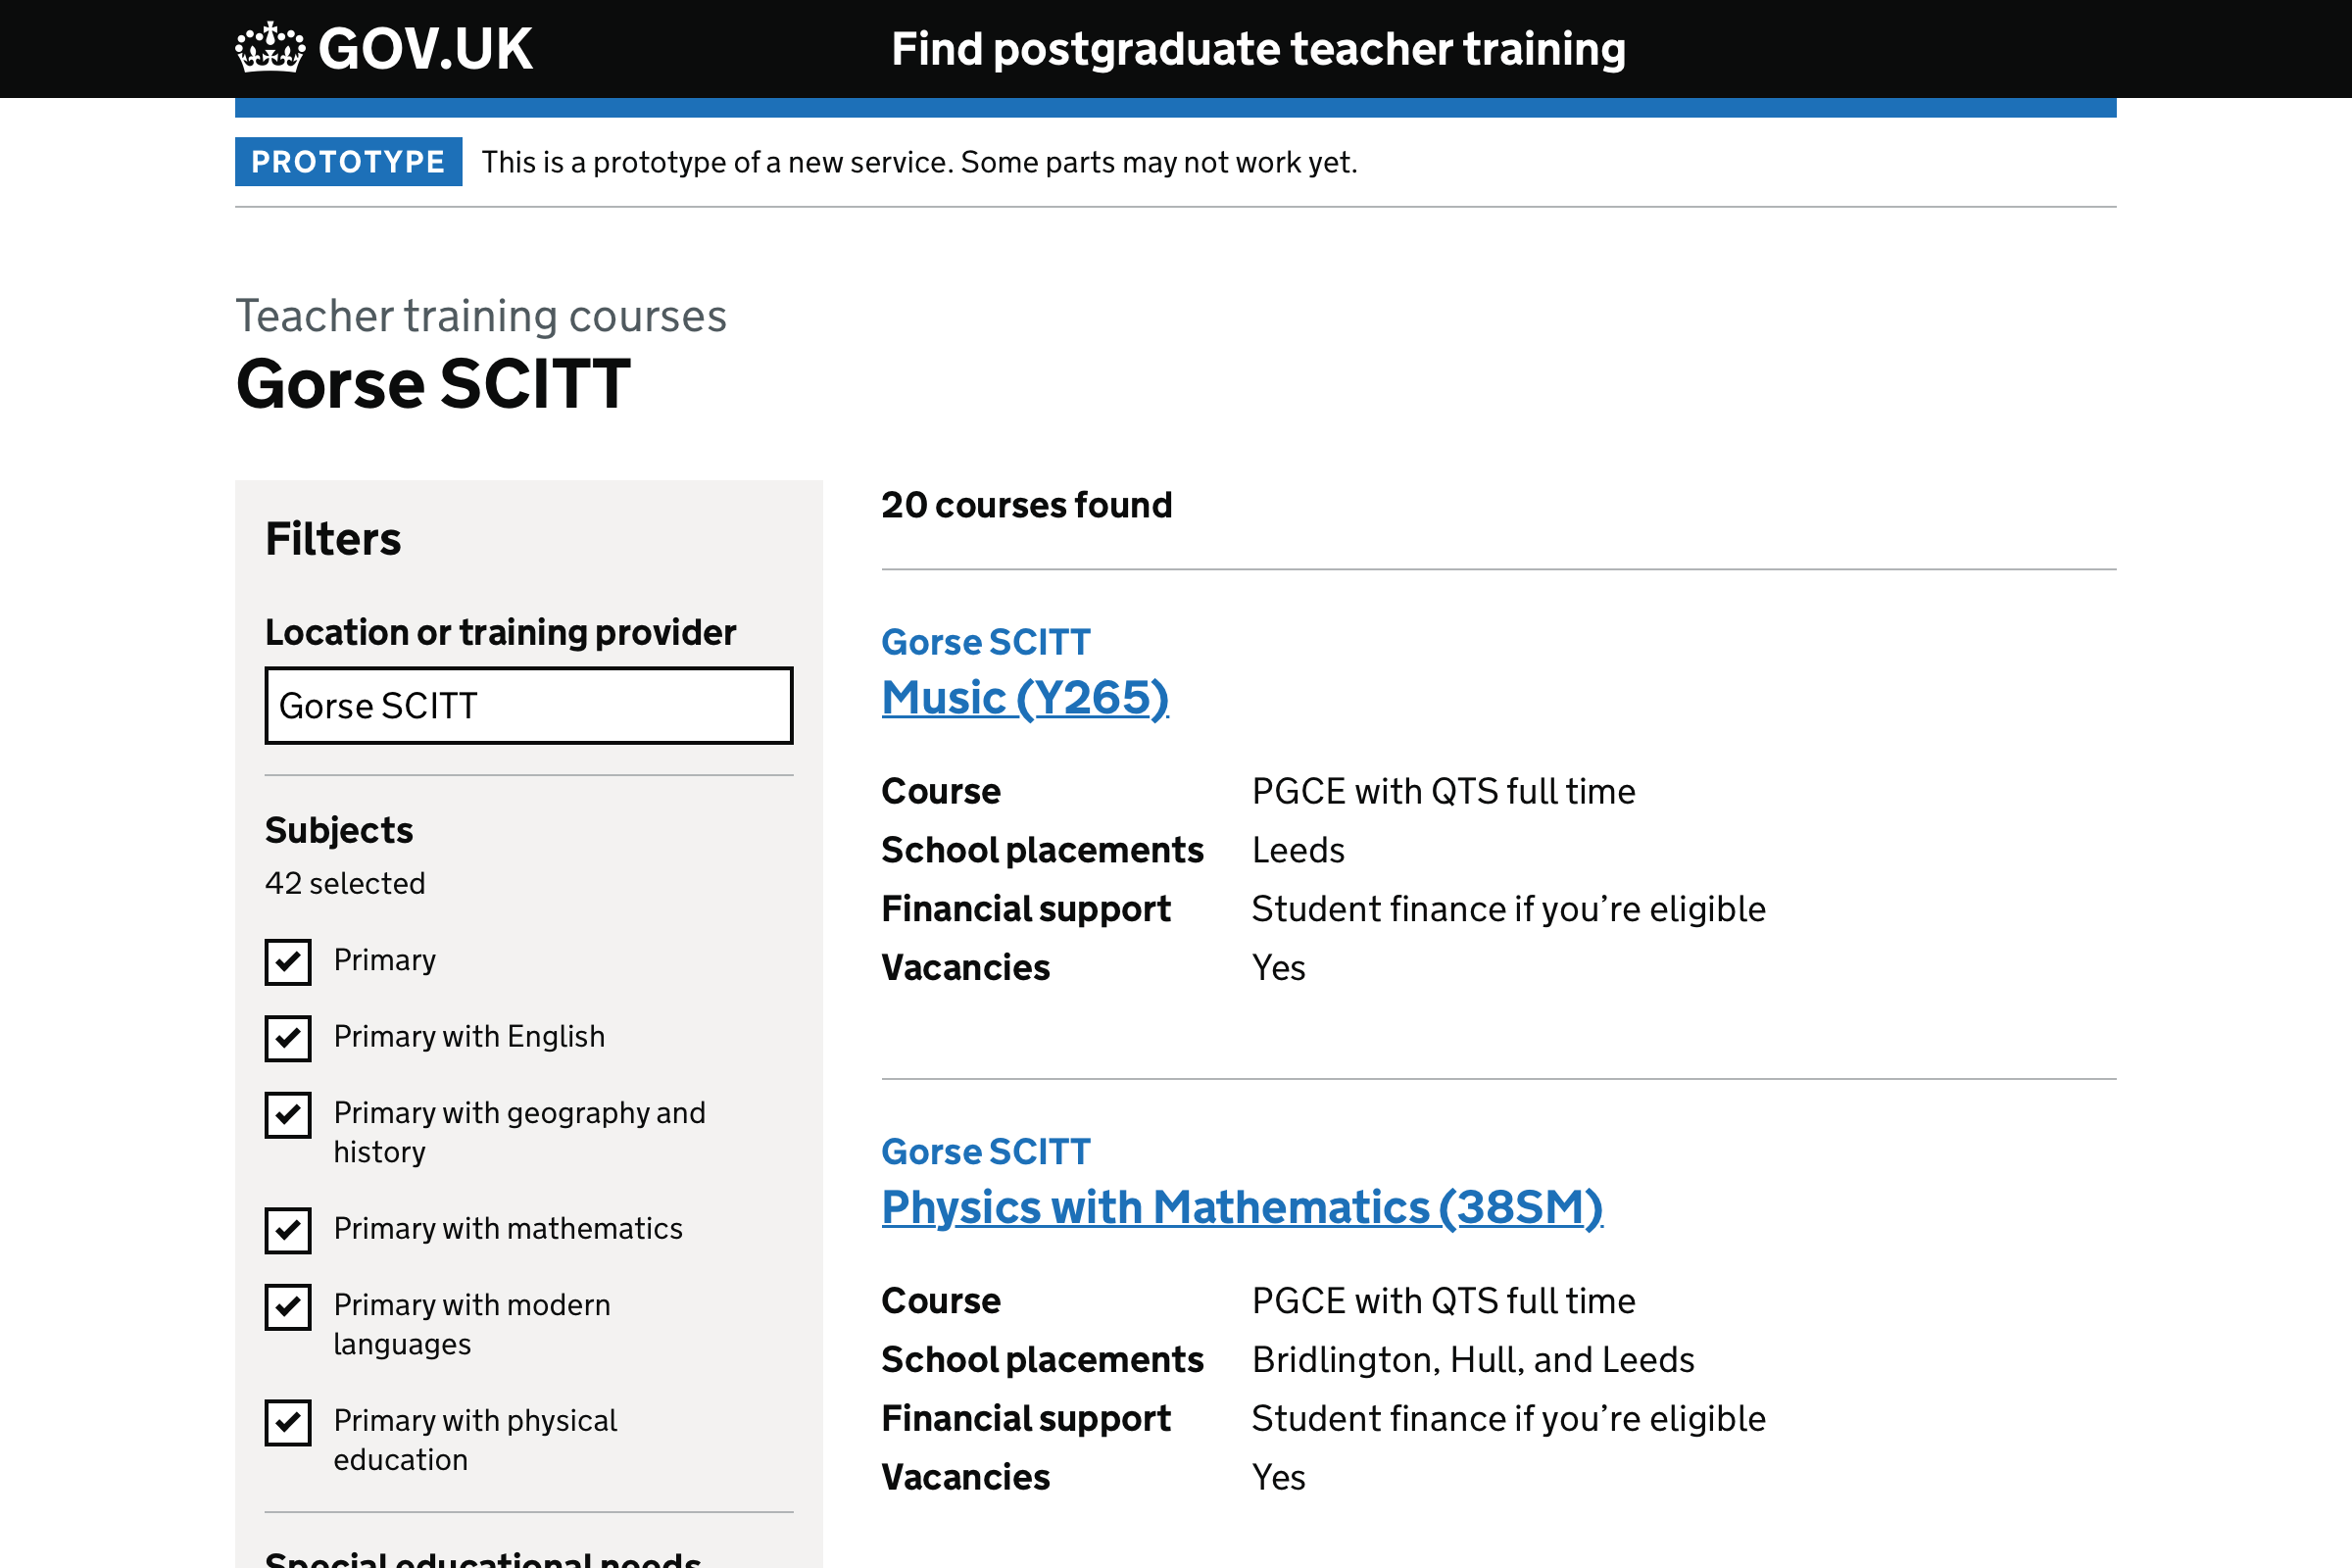 GOV.UK
Find postgraduate teacher training
PROTOTYPE
This is a prototype of a new service. Some parts may not work yet.
Teacher training courses
Gorse SCITT
Filters
Location or training provider
Gorse SCITT
Subjects
42 selected
Primary
Primary with English
Primary with geography and
history
Primary with mathematics
Primary with modern
languages
Primary with physical
education
Special educational needs
20 courses found
Gorse SCITT
Music (Y265)
Course PGCE with QTS full time
School placements Leeds
Financial support Student finance if you’re eligible
Vacancies Yes
Gorse SCITT
Physics with Mathematics (38SM)
Course PGCE with QTS full time
School placements Bridlington, Hull, and Leeds
Financial support Student finance if you’re eligible
Vacancies Yes